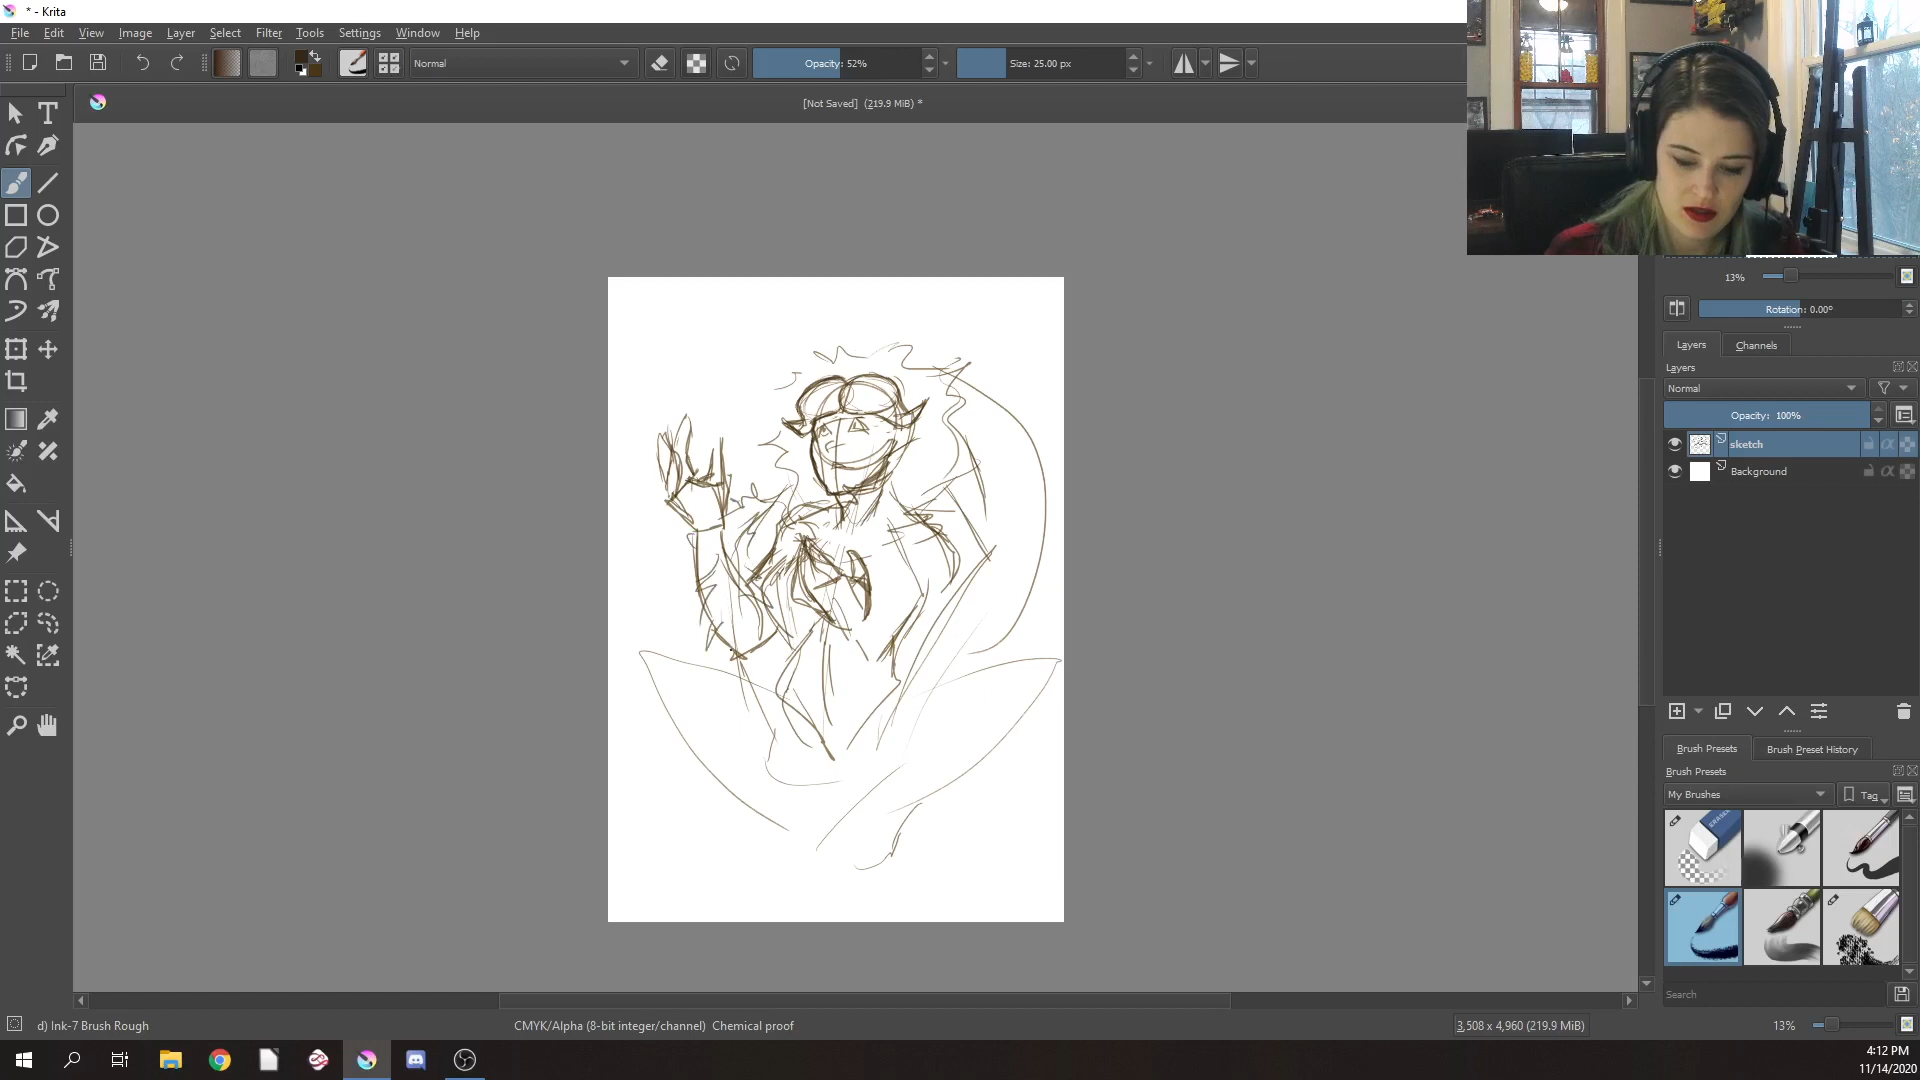 * - Krita
File Edit View Image Layer Select Filter Tools Settings Window Help
Normal Opacity: 52% Size: 25.00 px
[Not Saved] (219.9 MiB) *
13%
Rotation: 0.00°
Layers Channels
Layers
Normal
Opacity: 100%
sketch
Background
Brush Presets Brush Preset History
Brush Presets
My Brushes Tag
ERASER
Search
d) Ink-7 Brush Rough CMYK/Alpha (8-bit integer/channel) Chemical proof 3,508 x 4,960 (219.9 MiB) 13%
4:12 PM
11/14/2020